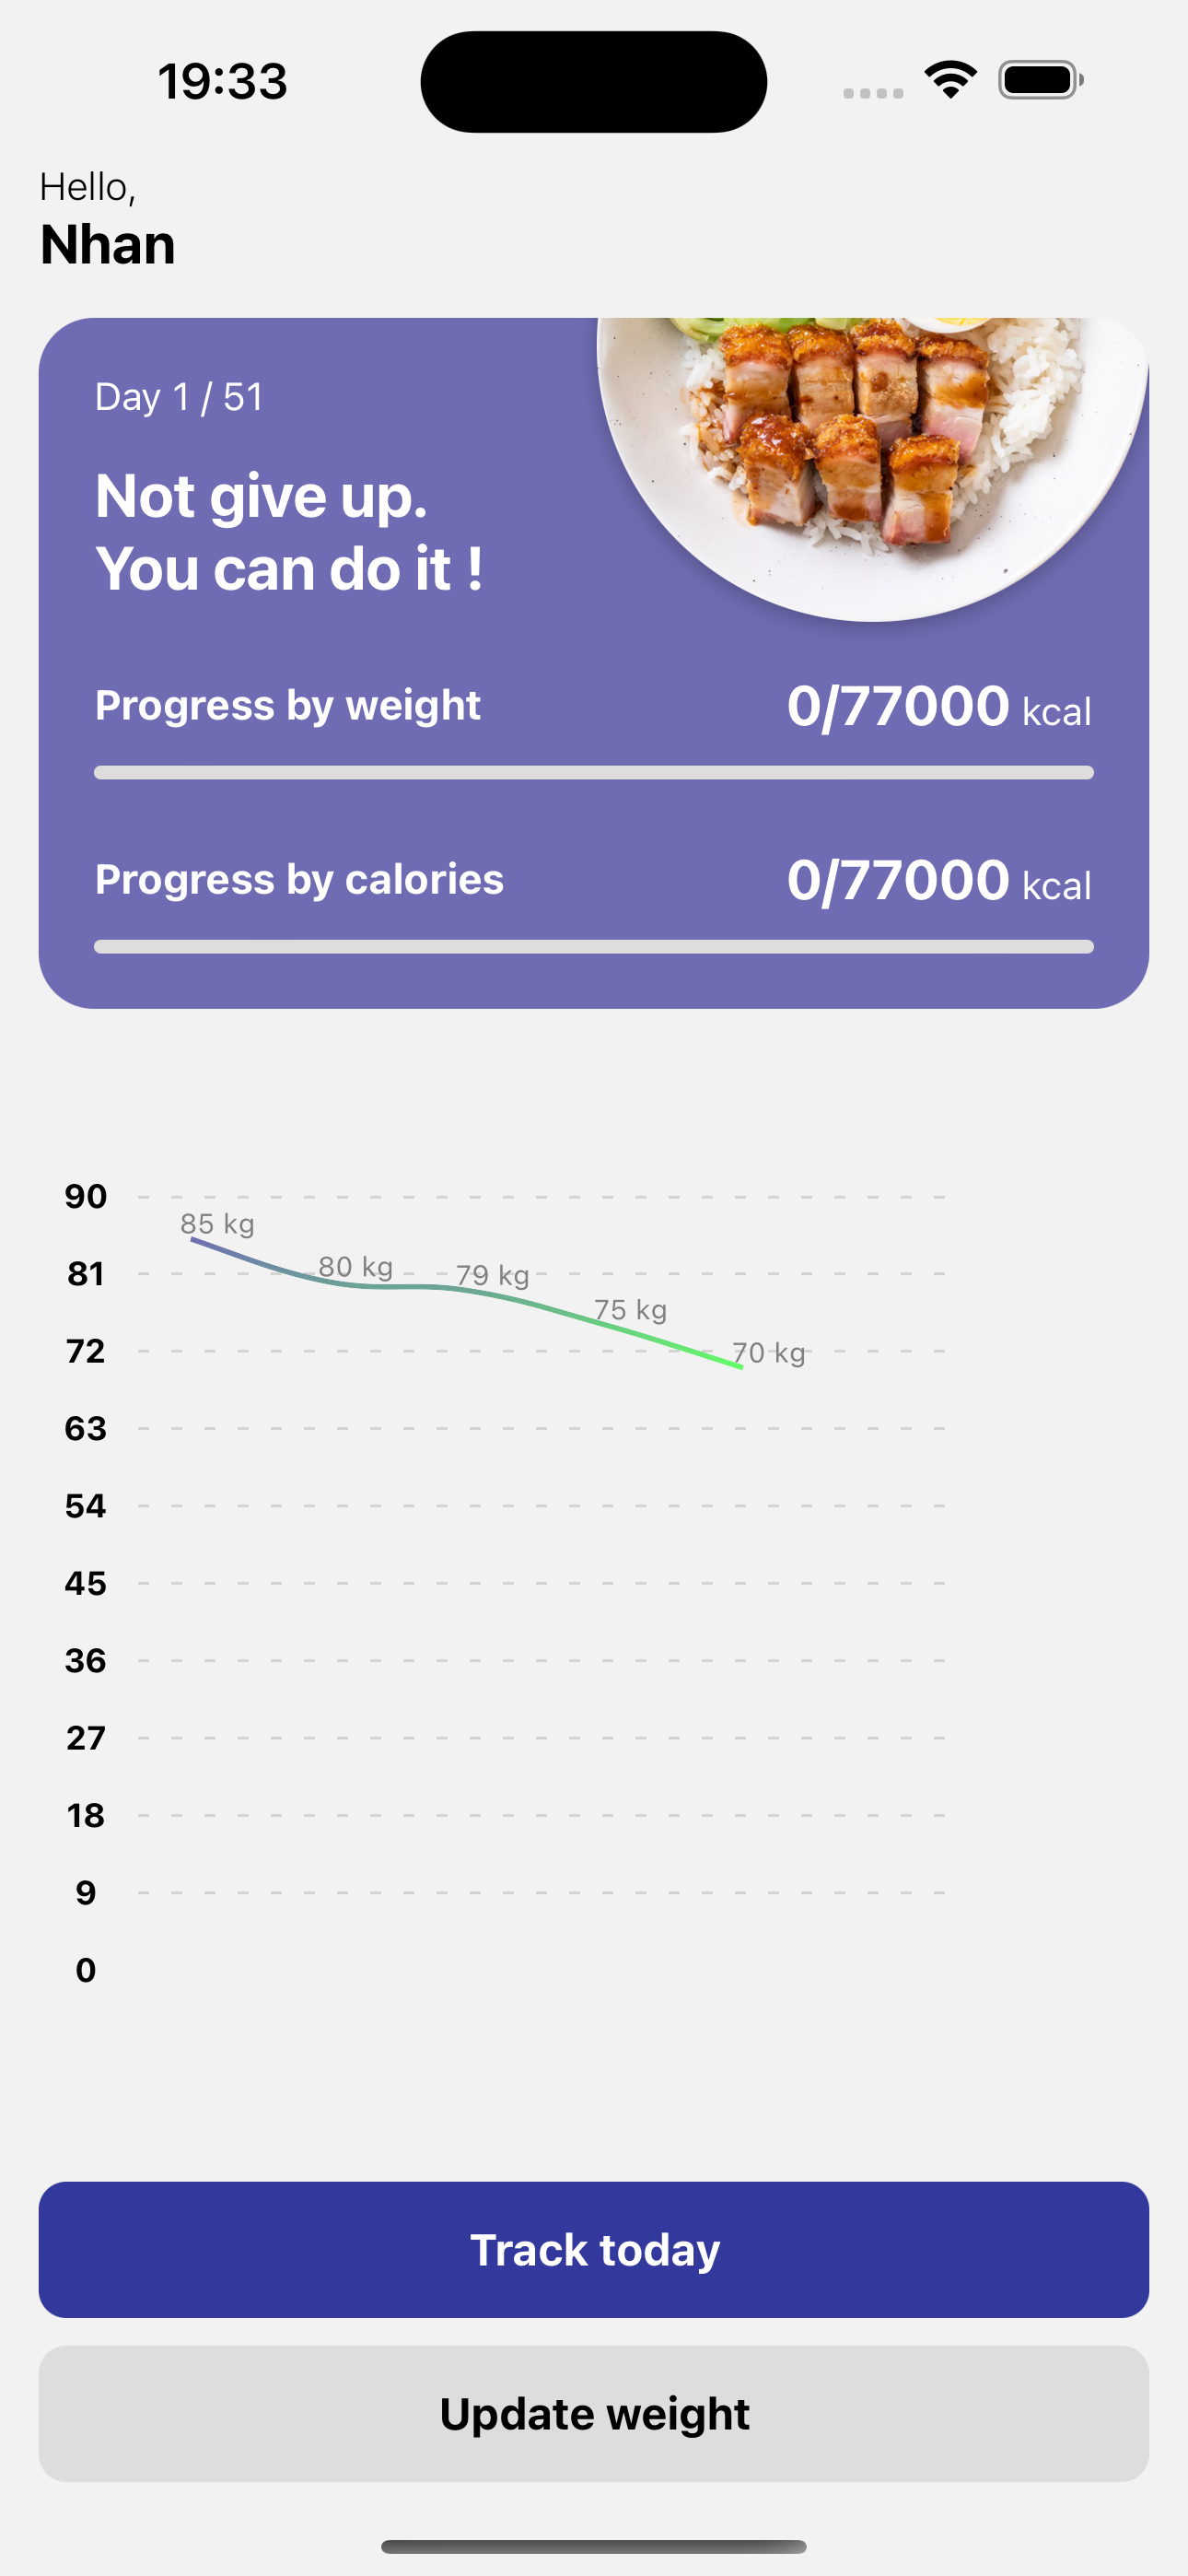 19:33
Hello,
Nhan
Day 1 / 51
Not give up.
You can do it !
Progress by weight 0/77000 kcal
Progress by calories 0/77000 kcal
90
85 kg
81
80 kg
79 kg
75 kg
72
70 kg
63
54
45
36
27
18
9
0
Track today
Update weight